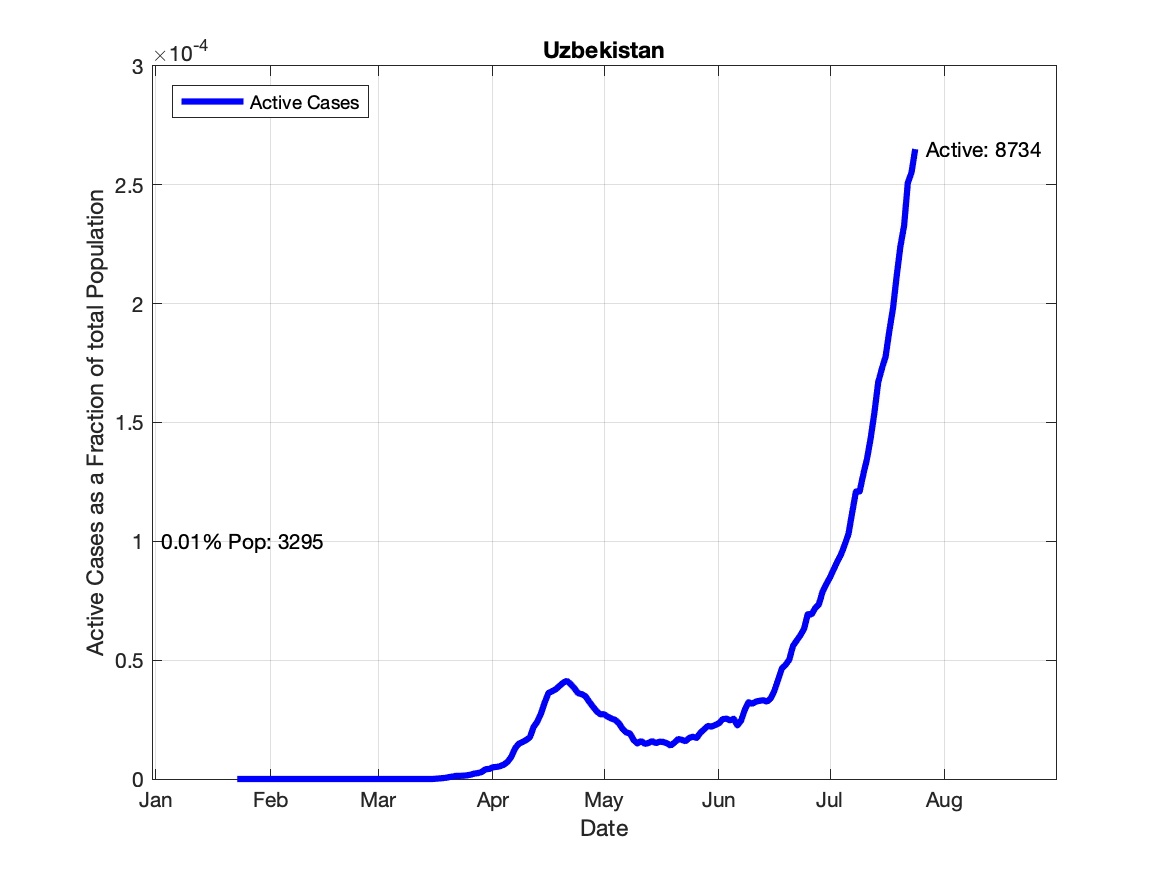 Uzbekistan
×10-4
3
2.5
2
1.5
1
0.5
0
Active Cases as a Fraction of total Population
Active Cases
Active: 8734
0.01% Pop: 3295
Jan Feb Mar Apr May Jun Jul Aug
Date